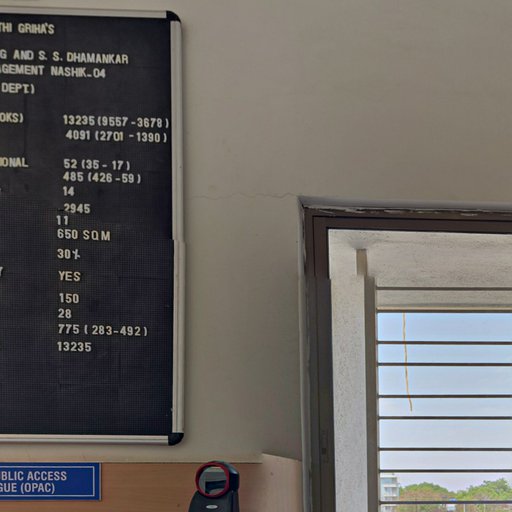 THI GRIHA'S
G AND S. S. DHAMANKAR
AGEMENT NASHIK-04
DEPT.)
OOKS) 13235 (9557-3678)
4091 (2701-1390)
IONAL 52 (35-17)
485 (426-59)
14
2945
11
650 SQM
30%
Y YES
150
28
775 (283-492)
13235
BLIC ACCESS
GUE (OPAC)